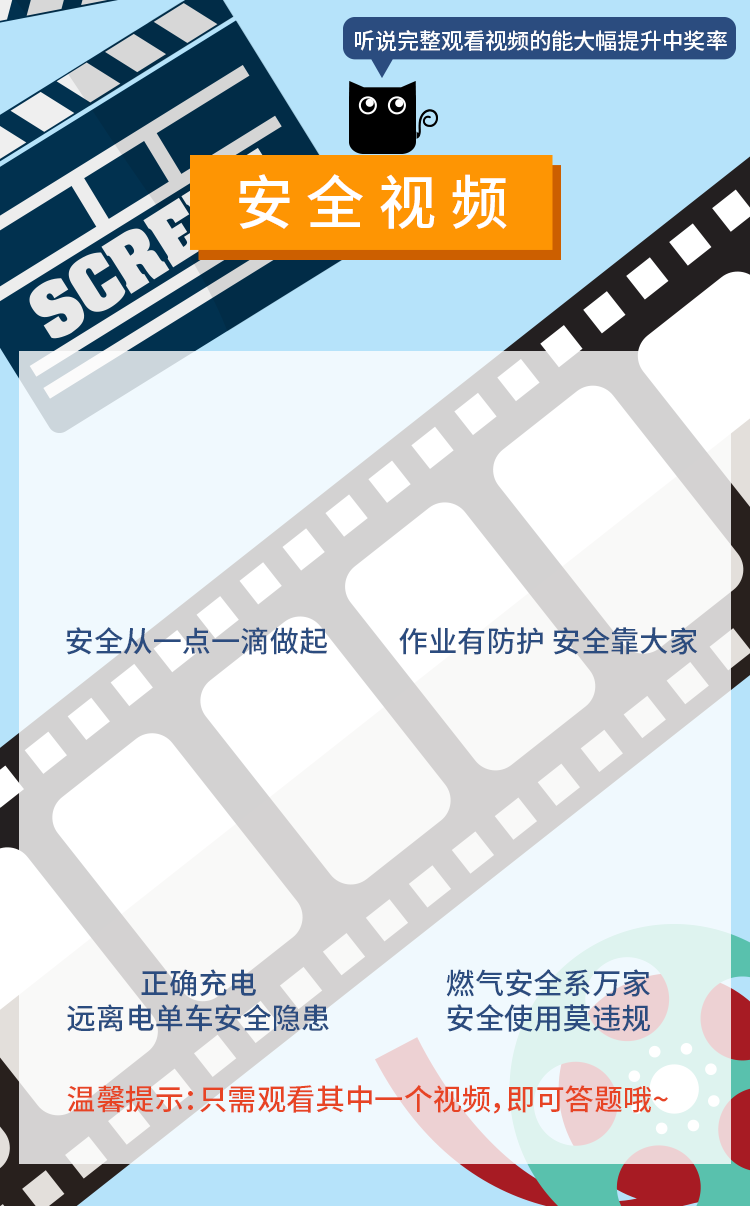 听说完整观看视频的能大幅提升中奖率
安全视频
SCRE
安全从一点一滴做起
作业有防护 安全靠大家
正确充电
远离电单车安全隐患
燃气安全系万家
安全使用莫违规
温馨提示：只需观看其中一个视频，即可答题哦~